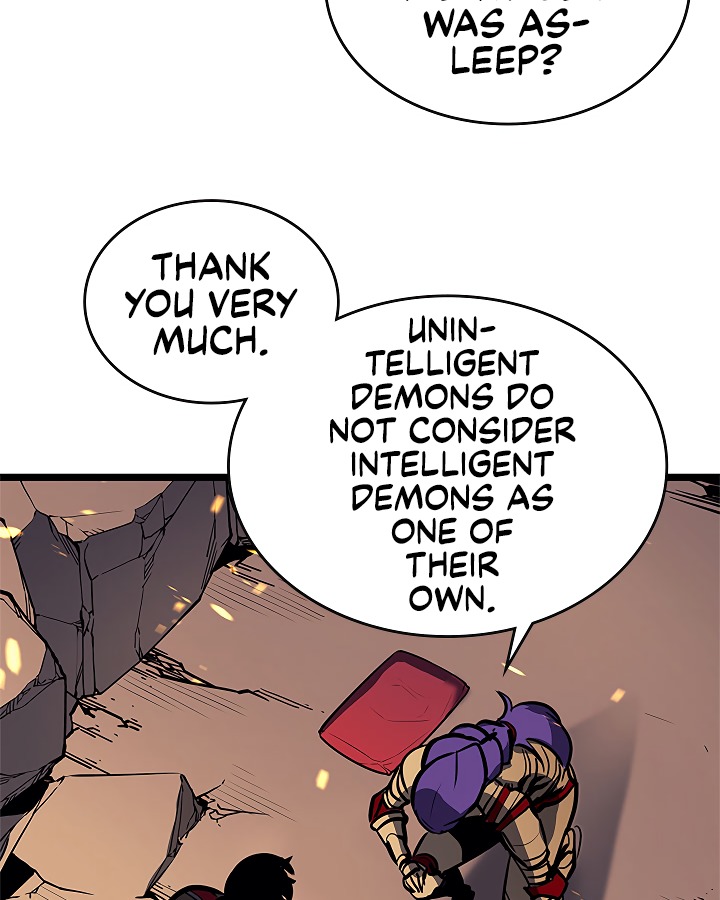 WAS AS-
LEEP?
THANK
YOU VERY
MUCH.
UNIN-
TELLIGENT
DEMONS DO
NOT CONSIDER
INTELLIGENT
DEMONS AS
ONE OF
THEIR
OWN.